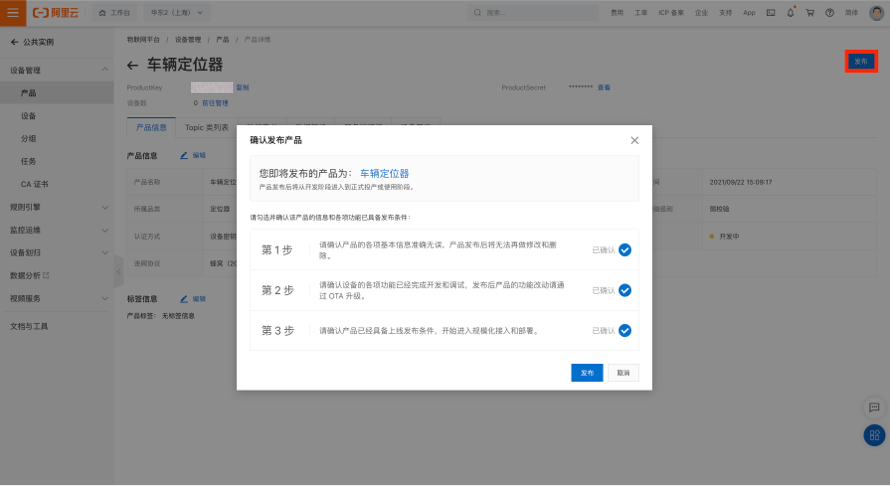 阿里云
工作台
华东2（上海）
搜索...
费用 工单 ICP 备案 企业 支持 App 简体
公共实例
物联网平台 / 设备管理 / 产品 / 产品详情
车辆定位器
发布
设备管理
产品
设备
分组
任务
CA 证书
规则引擎
监控运维
设备划归
数据分析
视频服务
文档与工具
ProductKey
复制
ProductSecret ******** 查看
设备数 0 前往管理
产品信息 Topic 类列表
产品信息 编辑
产品名称 车辆定位
2021/09/22 15:09:17
所属品类 定位器
弱校验
认证方式 设备密钥
开发中
连网协议 蜂窝（2G
标签信息 编辑
产品标签： 无标签信息
确认发布产品
您即将发布的产品为： 车辆定位器
产品发布后将从开发阶段进入到正式投产或使用阶段。
请勾选并确认该产品的信息和各项功能已具备发布条件：
第 1 步 请确认产品的各项基本信息准确无误，产品发布后将无法再做修改和删
除。 已确认
第 2 步 请确认设备的各项功能已经完成开发和调试，发布后产品的功能改动请通
过 OTA 升级。 已确认
第 3 步 请确认产品已经具备上线发布条件，开始进入规模化接入和部署。 已确认
发布 取消